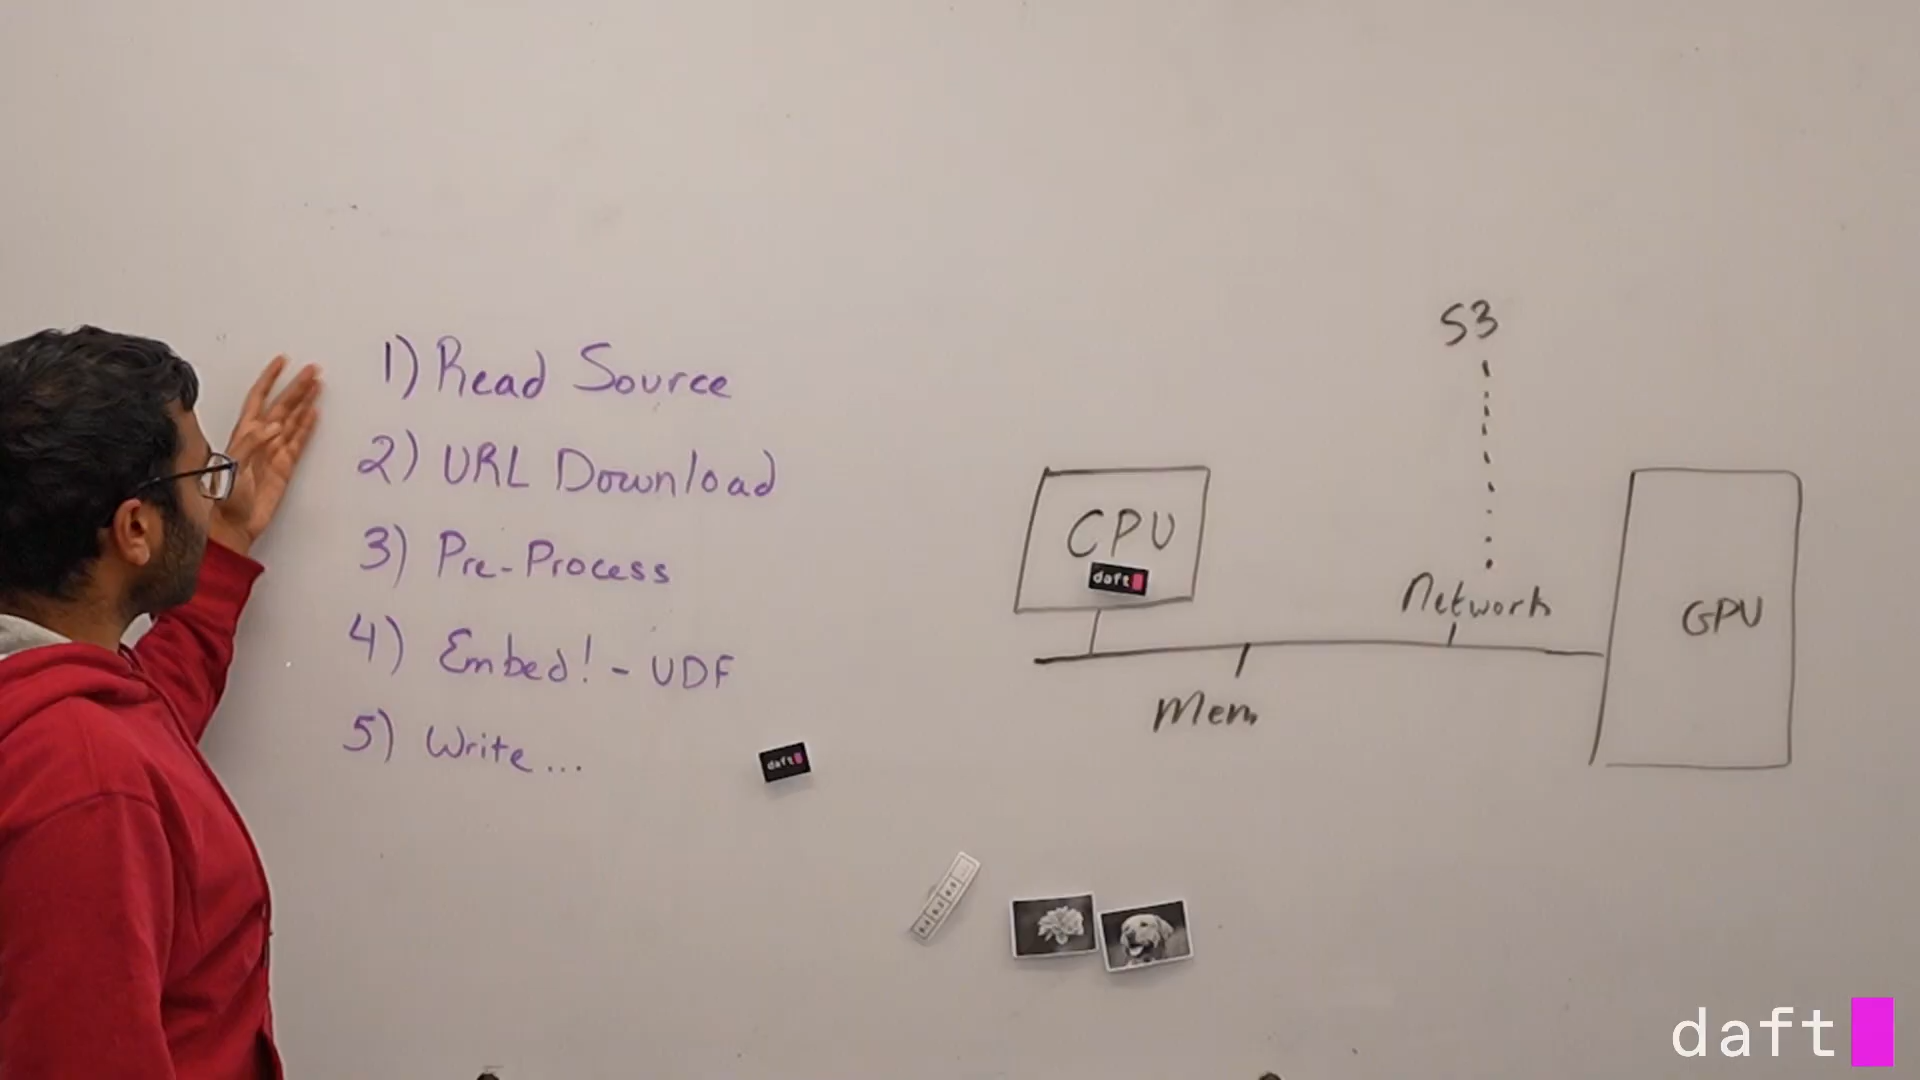 1) Read Source
2) URL Download
3) Pre-Process
4) Embed! - UDF
5) Write...
daft
S3
CPU
daft
Network
GPU
Mem
daft